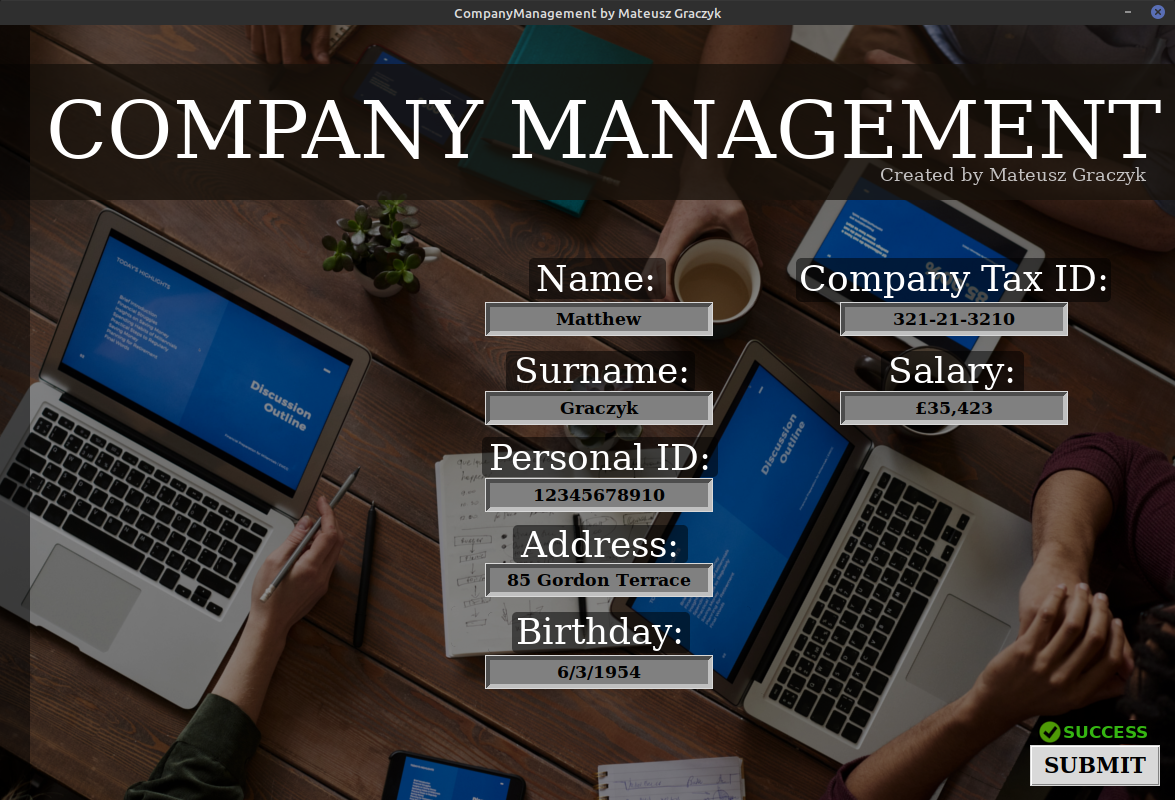 CompanyManagement by Mateusz Graczyk
COMPANY MANAGEMENT
Created by Mateusz Graczyk
Name:
Matthew
Surname:
Graczyk
Personal ID:
12345678910
Address:
85 Gordon Terrace
Birthday:
6/3/1954
Company Tax ID:
321-21-3210
Salary:
£35,423
SUCCESS
SUBMIT
TODAY'S HIGHLIGHTS
Discussion
Outline
Discussion
Outline